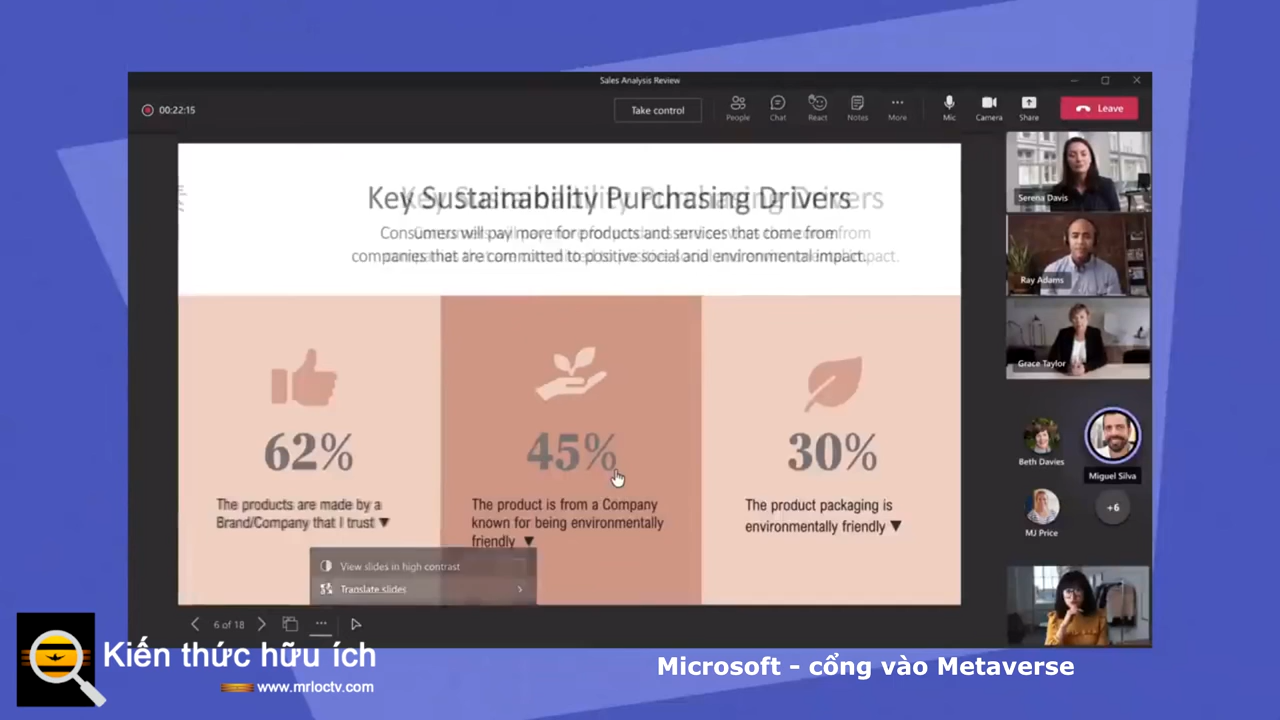 Sales Analysis Review
00:22:15
Take control
People
Chat
React
Notes
More
Mic
Camera
Share
Leave
Key Sustainability Purchasing Drivers
Consumers will pay more for products and services that come from
companies that are committed to positive social and environmental impact.
62%
The products are made by a
Brand/Company that I trust ▼
45%
The product is from a Company
known for being environmentally
friendly ▼
30%
The product packaging is
environmentally friendly ▼
View slides in high contrast
Translate slides
6 of 18
Serena Davis
Ray Adams
Grace Taylor
Beth Davies
Miguel Silva
MJ Price
+6
Kiến thức hữu ích
www.mrloctv.com
Microsoft - cổng vào Metaverse